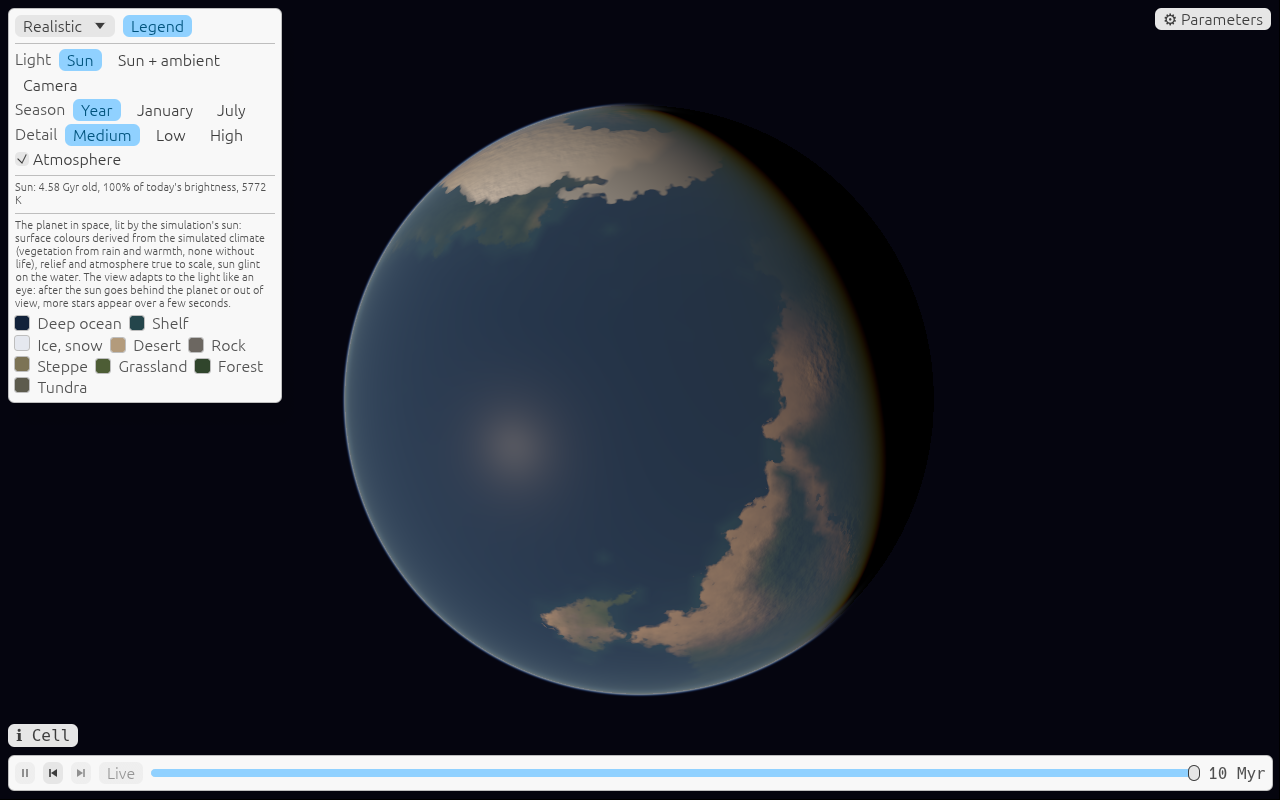 Realistic Legend
⚙ Parameters
Light Sun Sun + ambient
Camera
Season Year January July
Detail Medium Low High
Atmosphere
Sun: 4.58 Gyr old, 100% of today's brightness, 5772
K
The planet in space, lit by the simulation's sun:
surface colours derived from the simulated climate
(vegetation from rain and warmth, none without
life), relief and atmosphere true to scale, sun glint
on the water. The view adapts to the light like an
eye: after the sun goes behind the planet or out of
view, more stars appear over a few seconds.
Deep ocean Shelf
Ice, snow Desert Rock
Steppe Grassland Forest
Tundra
ℹ Cell
Live 10 Myr